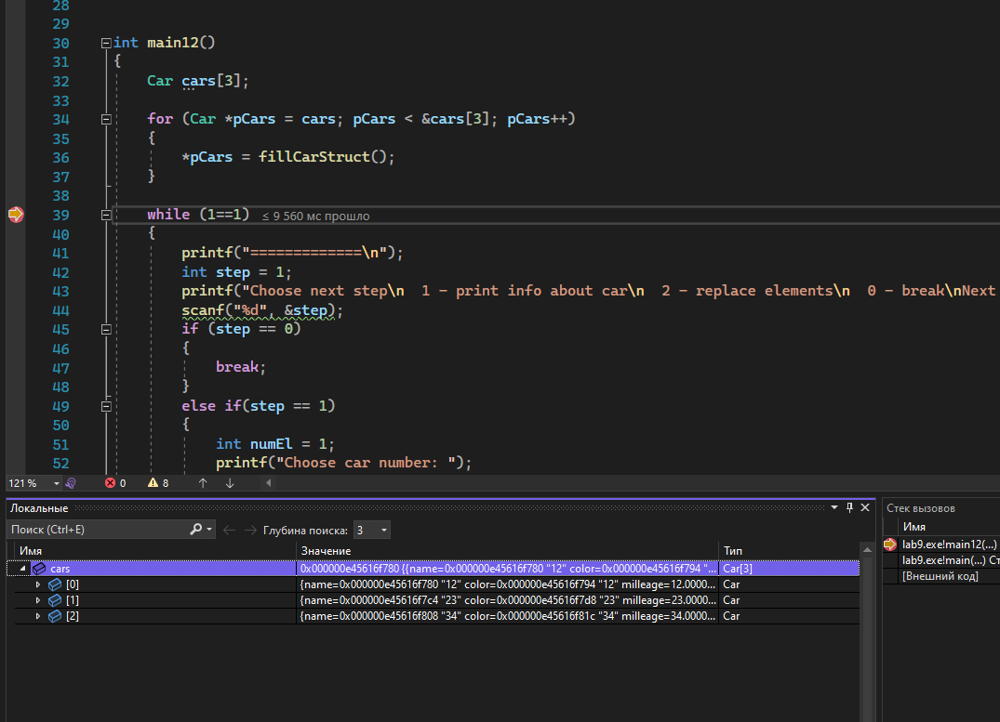 28
29
30 int main12()
31 {
32 Car cars[3];
33
34 for (Car *pCars = cars; pCars < &cars[3]; pCars++)
35 {
36 *pCars = fillCarStruct();
37 }
38
39 while (1==1) ≤ 9 560 мс прошло
40 {
41 printf("=============\n");
42 int step = 1;
43 printf("Choose next step\n  1 - print info about car\n  2 - replace elements\n  0 - break\nNext
44 scanf("%d", &step);
45 if (step == 0)
46 {
47 break;
48 }
49 else if(step == 1)
50 {
51 int numEl = 1;
52 printf("Choose car number: ");
121 % 0 8
Локальные
Поиск (Ctrl+E) Глубина поиска: 3
Имя Значение Тип
cars 0x000000e45616f780 {{name=0x000000e45616f780 "12" color=0x000000e45616f794 "... Car[3]
[0] {name=0x000000e45616f780 "12" color=0x000000e45616f794 "12" milleage=12.0000... Car
[1] {name=0x000000e45616f7c4 "23" color=0x000000e45616f7d8 "23" milleage=23.0000... Car
[2] {name=0x000000e45616f808 "34" color=0x000000e45616f81c "34" milleage=34.0000... Car
Стек вызовов
Имя
lab9.exe!main12(...)
lab9.exe!main(...) Ст
[Внешний код]